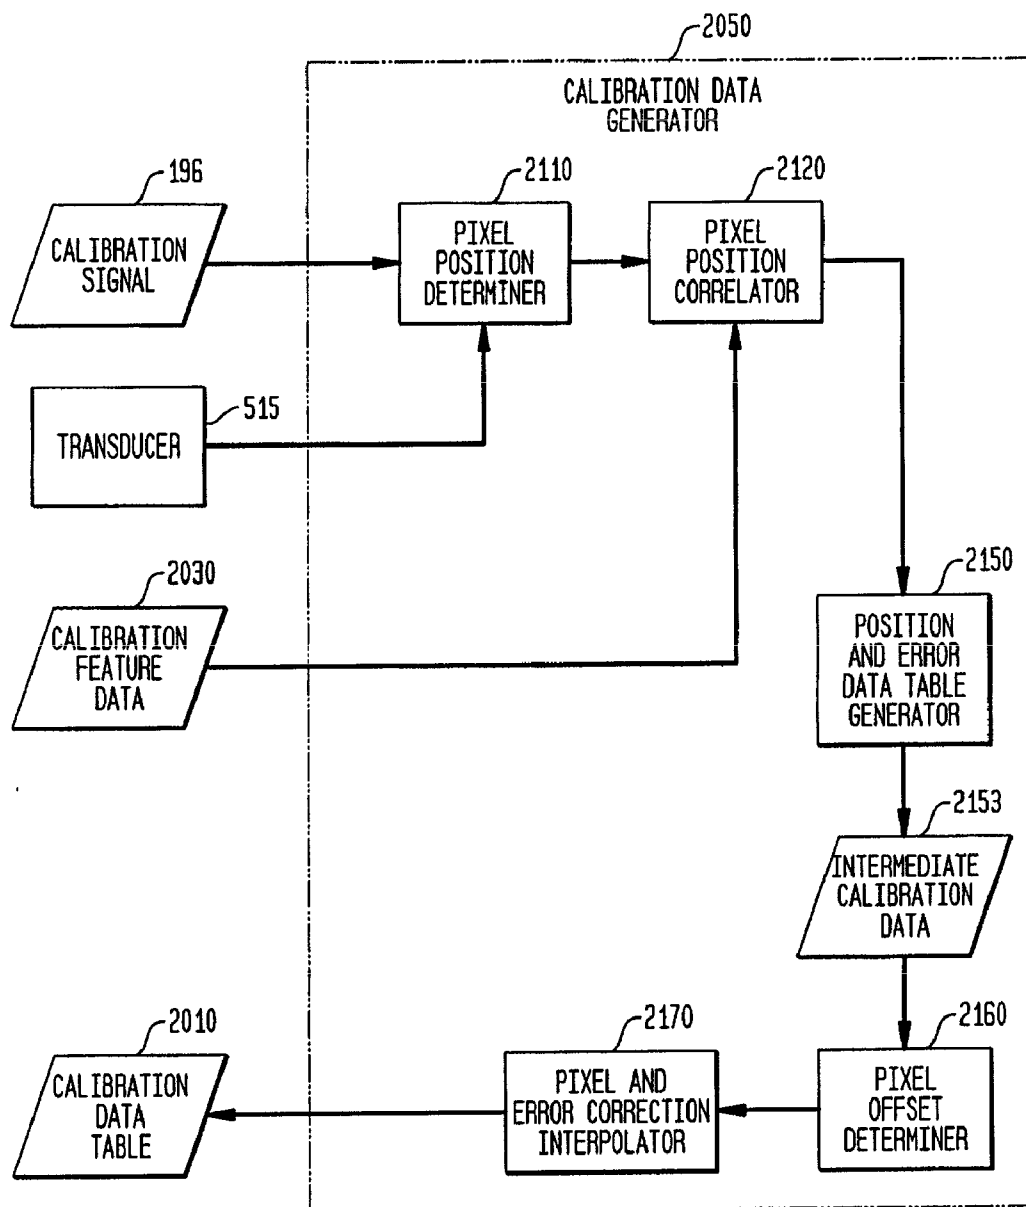 2050
CALIBRATION DATA
GENERATOR
196
CALIBRATION
SIGNAL
2110
PIXEL
POSITION
DETERMINER
2120
PIXEL
POSITION
CORRELATOR
515
TRANSDUCER
2030
CALIBRATION
FEATURE
DATA
2150
POSITION
AND ERROR
DATA TABLE
GENERATOR
2153
INTERMEDIATE
CALIBRATION
DATA
2010
CALIBRATION
DATA
TABLE
2170
PIXEL AND
ERROR CORRECTION
INTERPOLATOR
2160
PIXEL
OFFSET
DETERMINER